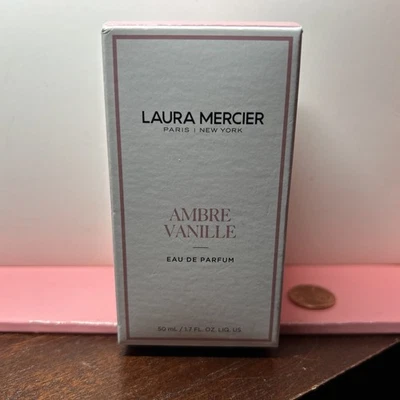 LAURA MERCIER
PARIS | NEW YORK
AMBRE
VANILLE
EAU DE PARFUM
50 mL / 1.7 FL. OZ. LIQ. US